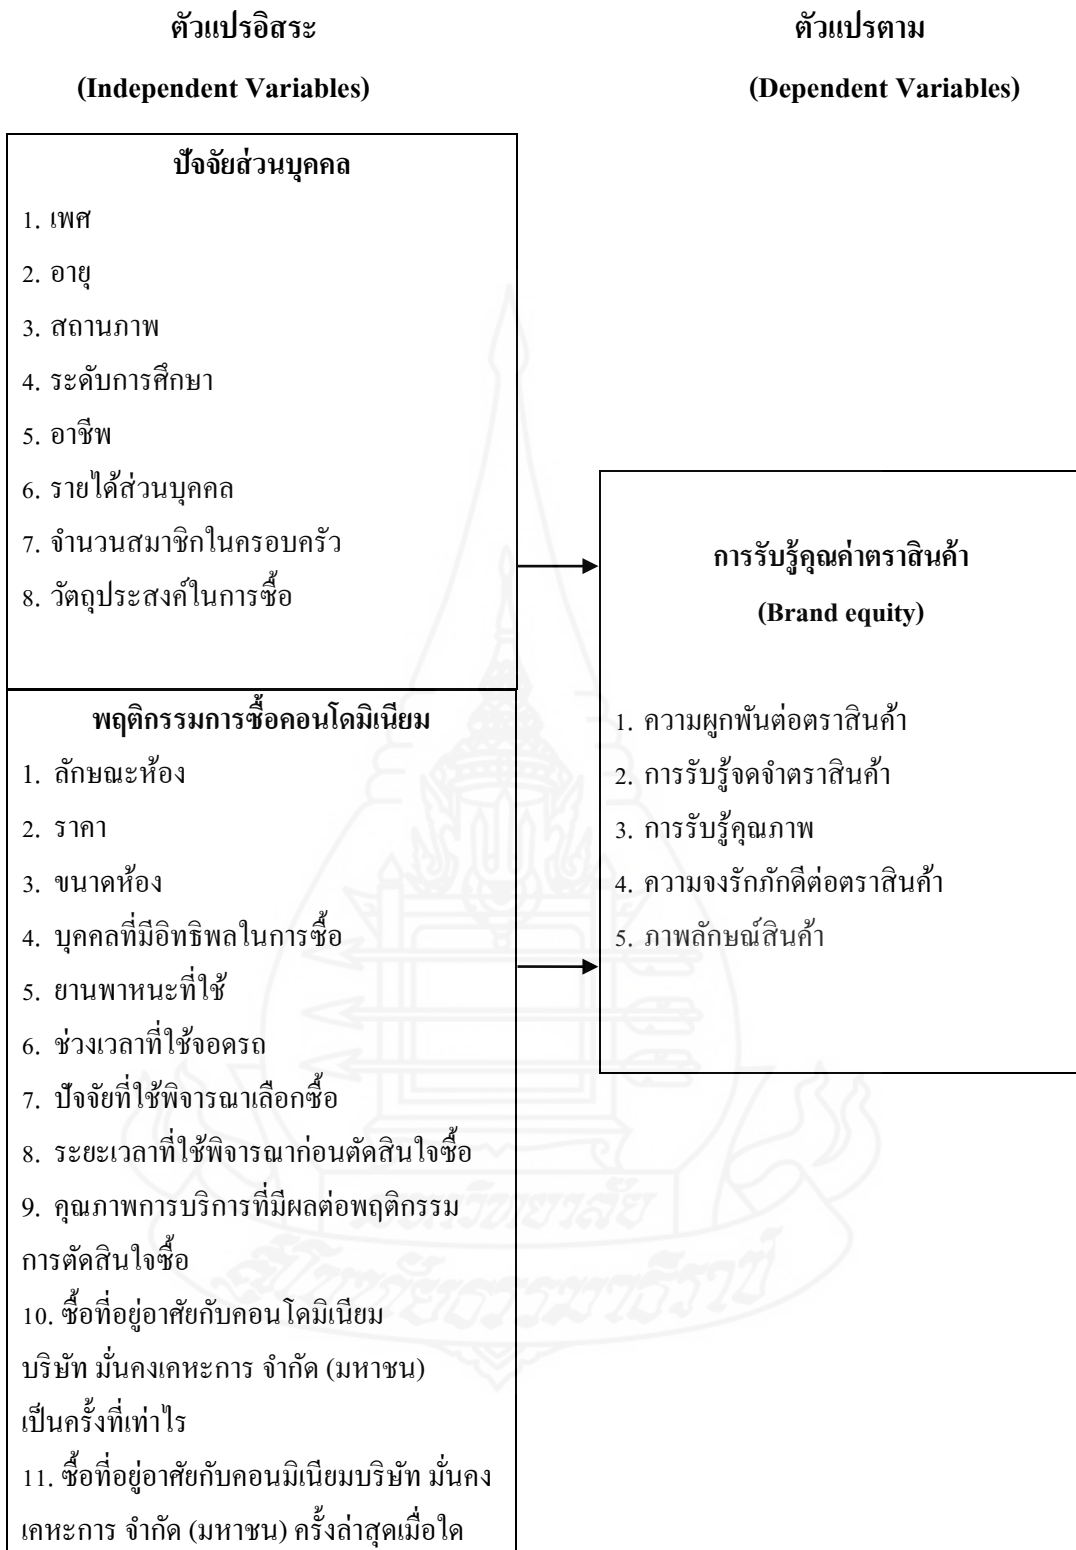 ตัวแปรอิสระ
(Independent Variables)
ตัวแปรตาม
(Dependent Variables)
ปัจจัยส่วนบุคคล
1. เพศ
2. อายุ
3. สถานภาพ
4. ระดับการศึกษา
5. อาชีพ
6. รายได้ส่วนบุคคล
7. จำนวนสมาชิกในครอบครัว
8. วัตถุประสงค์ในการซื้อ
พฤติกรรมการซื้อคอนโดมิเนียม
1. ลักษณะห้อง
2. ราคา
3. ขนาดห้อง
4. บุคคลที่มีอิทธิพลในการซื้อ
5. ยานพาหนะที่ใช้
6. ช่วงเวลาที่ใช้จอดรถ
7. ปัจจัยที่ใช้พิจารณาเลือกซื้อ
8. ระยะเวลาที่ใช้พิจารณาก่อนตัดสินใจซื้อ
9. คุณภาพการบริการที่มีผลต่อพฤติกรรม
การตัดสินใจซื้อ
10. ซื้อที่อยู่อาศัยกับคอนโดมิเนียม
บริษัท มั่นคงเคหะการ จำกัด (มหาชน)
เป็นครั้งที่เท่าไร
11. ซื้อที่อยู่อาศัยกับคอนมิเนียมบริษัท มั่นคง
เคหะการ จำกัด (มหาชน) ครั้งล่าสุดเมื่อใด
การรับรู้คุณค่าตราสินค้า
(Brand equity)
1. ความผูกพันต่อตราสินค้า
2. การรับรู้จดจำตราสินค้า
3. การรับรู้คุณภาพ
4. ความจงรักภักดีต่อตราสินค้า
5. ภาพลักษณ์สินค้า
มหาวิทยาลัย
สุโขทัยธรรมาธิราช